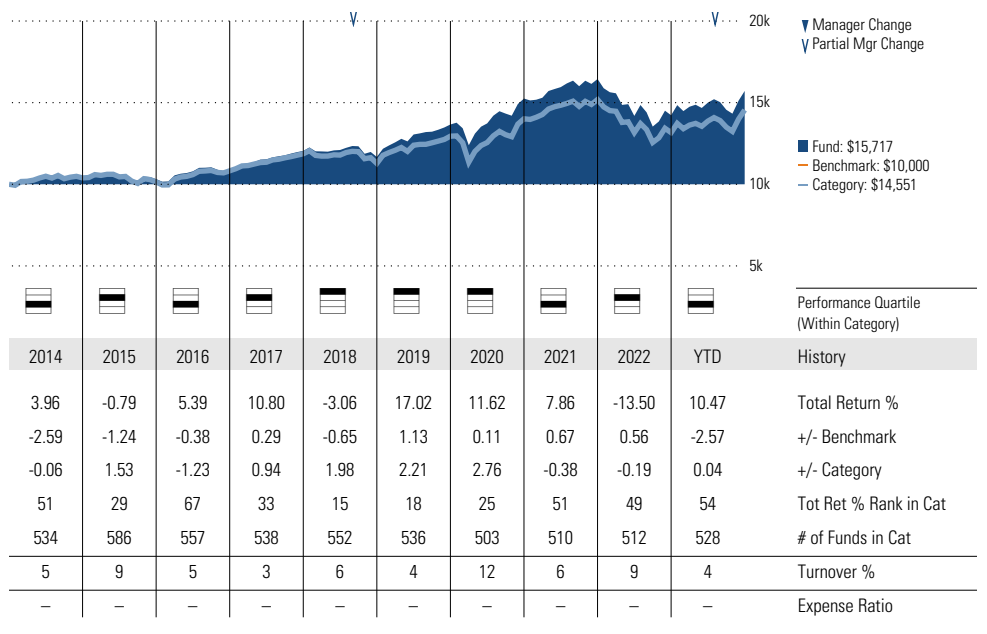 20k
15k
10k
5k
Manager Change
Partial Mgr Change
Fund: $15,717
Benchmark: $10,000
Category: $14,551
Performance Quartile
(Within Category)
2014 2015 2016 2017 2018 2019 2020 2021 2022 YTD History
3.96 -0.79 5.39 10.80 -3.06 17.02 11.62 7.86 -13.50 10.47 Total Return %
-2.59 -1.24 -0.38 0.29 -0.65 1.13 0.11 0.67 0.56 -2.57 +/- Benchmark
-0.06 1.53 -1.23 0.94 1.98 2.21 2.76 -0.38 -0.19 0.04 +/- Category
51 29 67 33 15 18 25 51 49 54 Tot Ret % Rank in Cat
534 586 557 538 552 536 503 510 512 528 # of Funds in Cat
5 9 5 3 6 4 12 6 9 4 Turnover %
– – – – – – – – – – Expense Ratio